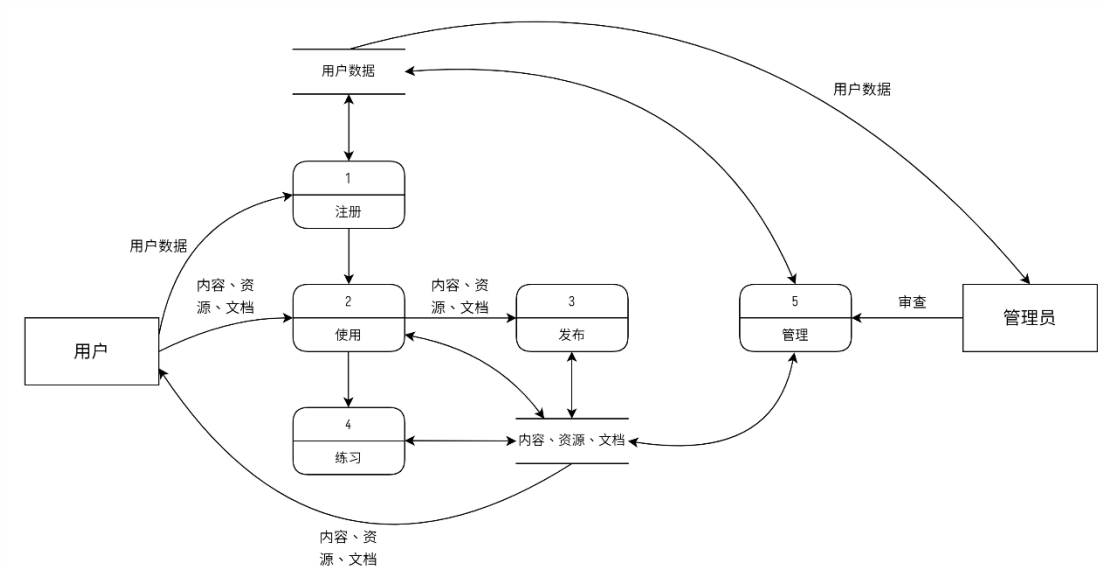 用户数据
用户数据
1
注册
用户数据
内容、资
源、文档
内容、资
源、文档
2
使用
3
发布
5
管理
审查
管理员
用户
4
练习
内容、资源、文档
内容、资
源、文档